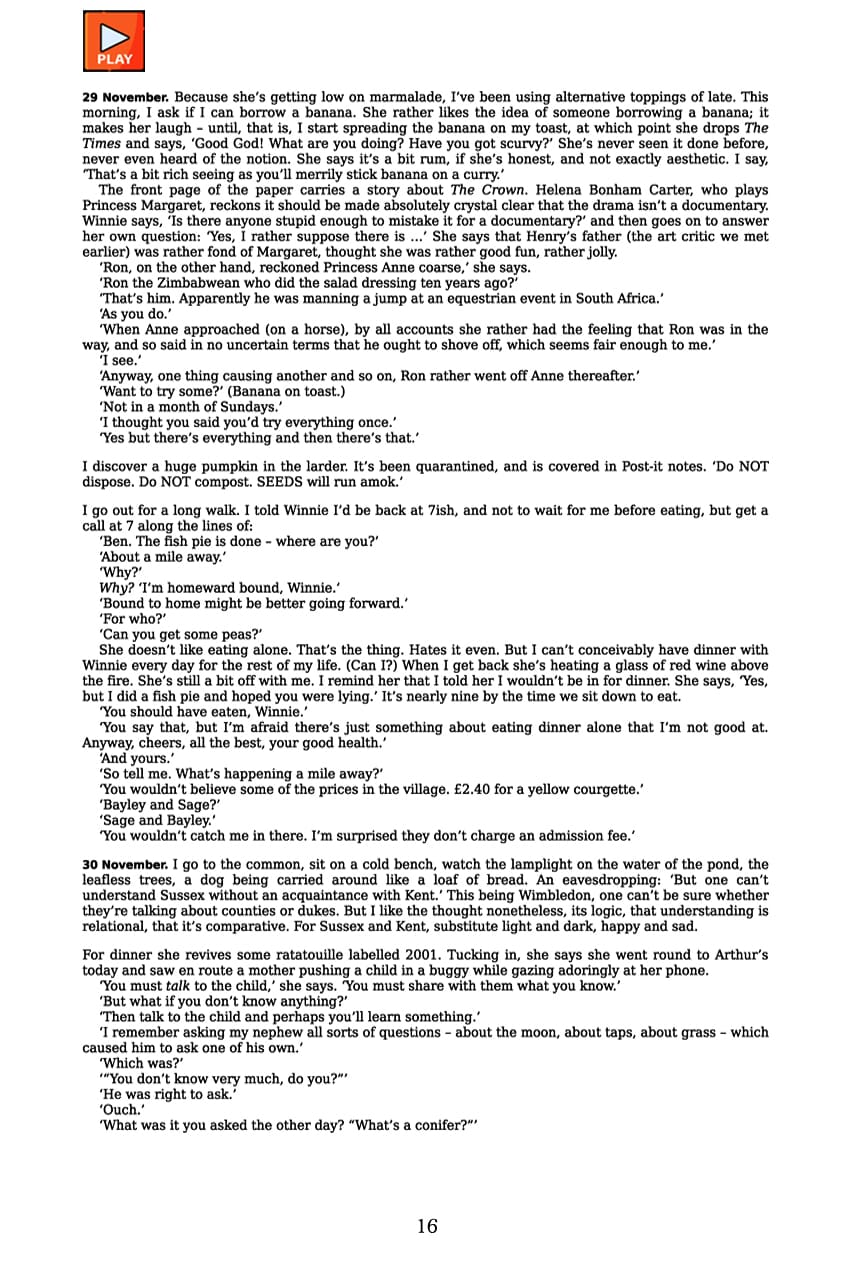 PLAY
29 November. Because she’s getting low on marmalade, I’ve been using alternative toppings of late. This
morning, I ask if I can borrow a banana. She rather likes the idea of someone borrowing a banana; it
makes her laugh – until, that is, I start spreading the banana on my toast, at which point she drops The
Times and says, ‘Good God! What are you doing? Have you got scurvy?’ She’s never seen it done before,
never even heard of the notion. She says it’s a bit rum, if she’s honest, and not exactly aesthetic. I say,
‘That’s a bit rich seeing as you’ll merrily stick banana on a curry.’
The front page of the paper carries a story about The Crown. Helena Bonham Carter, who plays
Princess Margaret, reckons it should be made absolutely crystal clear that the drama isn’t a documentary.
Winnie says, ‘Is there anyone stupid enough to mistake it for a documentary?’ and then goes on to answer
her own question: ‘Yes, I rather suppose there is ...’ She says that Henry’s father (the art critic we met
earlier) was rather fond of Margaret, thought she was rather good fun, rather jolly.
‘Ron, on the other hand, reckoned Princess Anne coarse,’ she says.
‘Ron the Zimbabwean who did the salad dressing ten years ago?’
‘That’s him. Apparently he was manning a jump at an equestrian event in South Africa.’
‘As you do.’
‘When Anne approached (on a horse), by all accounts she rather had the feeling that Ron was in the
way, and so said in no uncertain terms that he ought to shove off, which seems fair enough to me.’
‘I see.’
‘Anyway, one thing causing another and so on, Ron rather went off Anne thereafter.’
‘Want to try some?’ (Banana on toast.)
‘Not in a month of Sundays.’
‘I thought you said you’d try everything once.’
‘Yes but there’s everything and then there’s that.’
I discover a huge pumpkin in the larder. It’s been quarantined, and is covered in Post-it notes. ‘Do NOT
dispose. Do NOT compost. SEEDS will run amok.’
I go out for a long walk. I told Winnie I’d be back at 7ish, and not to wait for me before eating, but get a
call at 7 along the lines of:
‘Ben. The fish pie is done – where are you?’
‘About a mile away.’
‘Why?’
Why? ‘I’m homeward bound, Winnie.’
‘Bound to home might be better going forward.’
‘For who?’
‘Can you get some peas?’
She doesn’t like eating alone. That’s the thing. Hates it even. But I can’t conceivably have dinner with
Winnie every day for the rest of my life. (Can I?) When I get back she’s heating a glass of red wine above
the fire. She’s still a bit off with me. I remind her that I told her I wouldn’t be in for dinner. She says, ‘Yes,
but I did a fish pie and hoped you were lying.’ It’s nearly nine by the time we sit down to eat.
‘You should have eaten, Winnie.’
‘You say that, but I’m afraid there’s just something about eating dinner alone that I’m not good at.
Anyway, cheers, all the best, your good health.’
‘And yours.’
‘So tell me. What’s happening a mile away?’
‘You wouldn’t believe some of the prices in the village. £2.40 for a yellow courgette.’
‘Bayley and Sage?’
‘Sage and Bayley.’
‘You wouldn’t catch me in there. I’m surprised they don’t charge an admission fee.’
30 November. I go to the common, sit on a cold bench, watch the lamplight on the water of the pond, the
leafless trees, a dog being carried around like a loaf of bread. An eavesdropping: ‘But one can’t
understand Sussex without an acquaintance with Kent.’ This being Wimbledon, one can’t be sure whether
they’re talking about counties or dukes. But I like the thought nonetheless, its logic, that understanding is
relational, that it’s comparative. For Sussex and Kent, substitute light and dark, happy and sad.
For dinner she revives some ratatouille labelled 2001. Tucking in, she says she went round to Arthur’s
today and saw en route a mother pushing a child in a buggy while gazing adoringly at her phone.
‘You must talk to the child,’ she says. ‘You must share with them what you know.’
‘But what if you don’t know anything?’
‘Then talk to the child and perhaps you’ll learn something.’
‘I remember asking my nephew all sorts of questions – about the moon, about taps, about grass – which
caused him to ask one of his own.’
‘Which was?’
‘“You don’t know very much, do you?”’
‘He was right to ask.’
‘Ouch.’
‘What was it you asked the other day? “What’s a conifer?”’
16